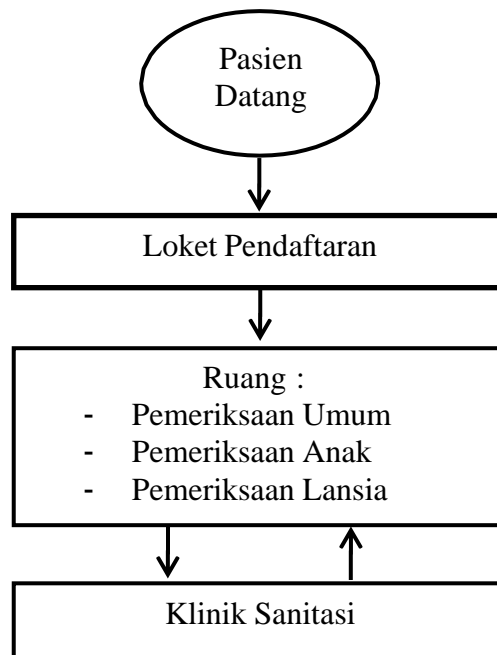 Pasien
Datang
Loket Pendaftaran
Ruang :
- Pemeriksaan Umum
- Pemeriksaan Anak
- Pemeriksaan Lansia
Klinik Sanitasi